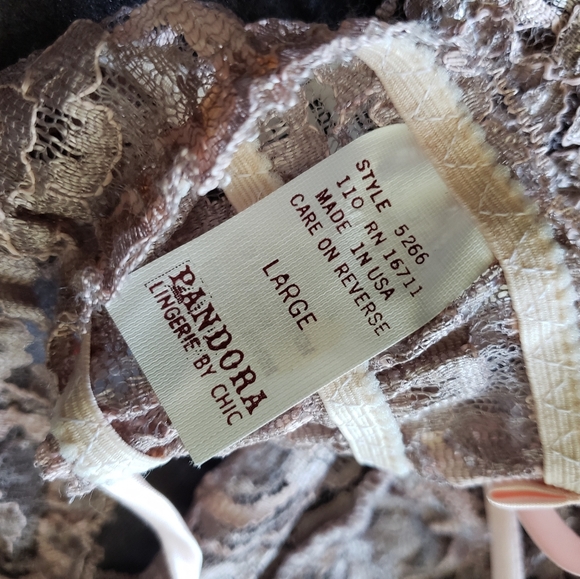 PANDORA
LINGERIE BY CHIC
LARGE
STYLE 5266
110 RN 16711
MADE IN USA
CARE ON REVERSE